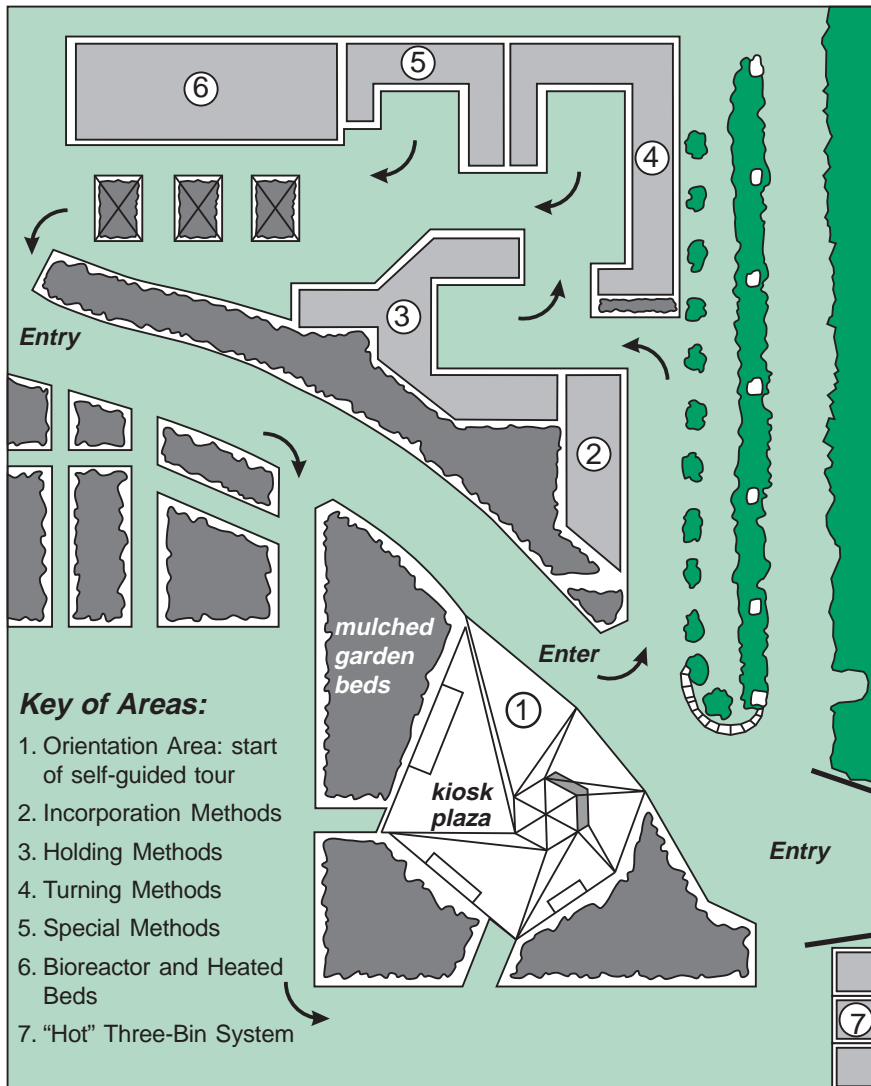 6
5
4
Entry
3
2
mulched
garden
beds
Enter
1
kiosk
plaza
Entry
Key of Areas:
1. Orientation Area: start
of self-guided tour
2. Incorporation Methods
3. Holding Methods
4. Turning Methods
5. Special Methods
6. Bioreactor and Heated
Beds
7. “Hot” Three-Bin System
7